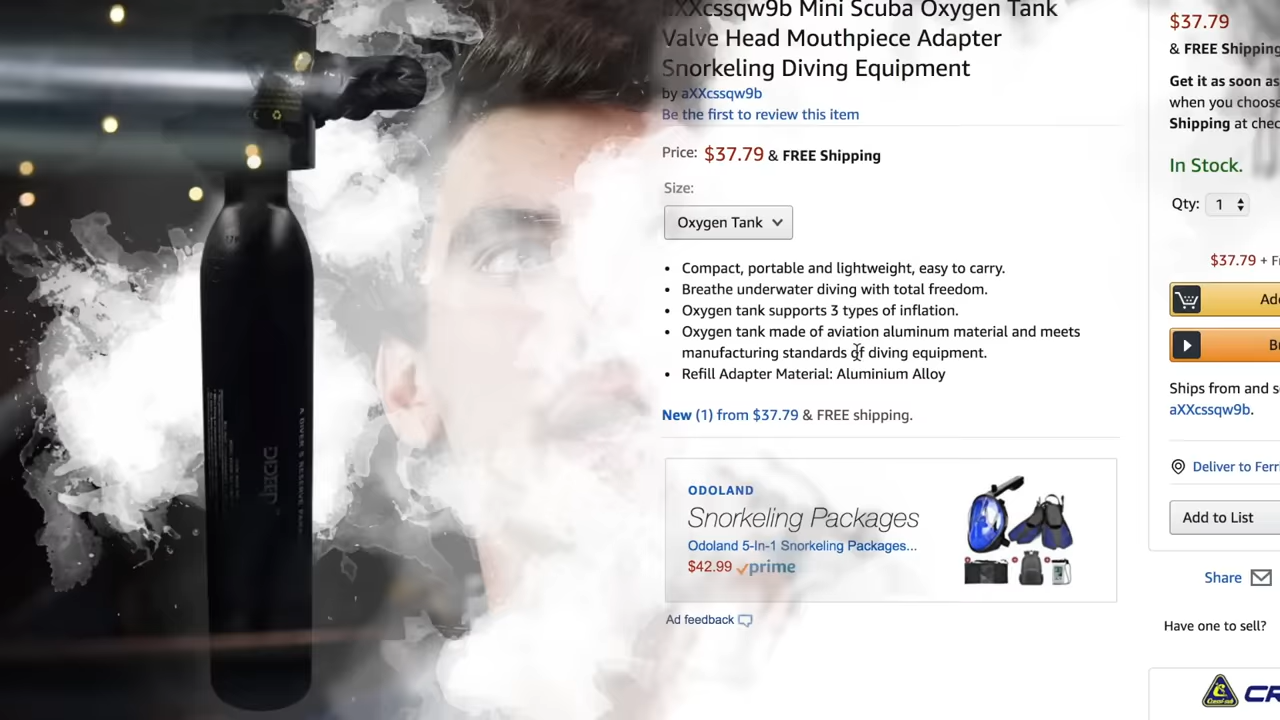 aXXcssqw9b Mini Scuba Oxygen Tank
Valve Head Mouthpiece Adapter
Snorkeling Diving Equipment
by aXXcssqw9b
Be the first to review this item
Price: $37.79 & FREE Shipping
Size:
Oxygen Tank
• Compact, portable and lightweight, easy to carry.
• Breathe underwater diving with total freedom.
• Oxygen tank supports 3 types of inflation.
• Oxygen tank made of aviation aluminum material and meets
manufacturing standards of diving equipment.
• Refill Adapter Material: Aluminium Alloy
New (1) from $37.79 & FREE shipping.
ODOLAND
Snorkeling Packages
Odoland 5-In-1 Snorkeling Packages...
$42.99 prime
Ad feedback
$37.79
& FREE Shipping
Get it as soon as
when you choose
Shipping at chec
In Stock.
Qty: 1
$37.79 + Fr
Add
B
Ships from and s
aXXcssqw9b.
Deliver to Ferri
Add to List
Share
Have one to sell?
CR